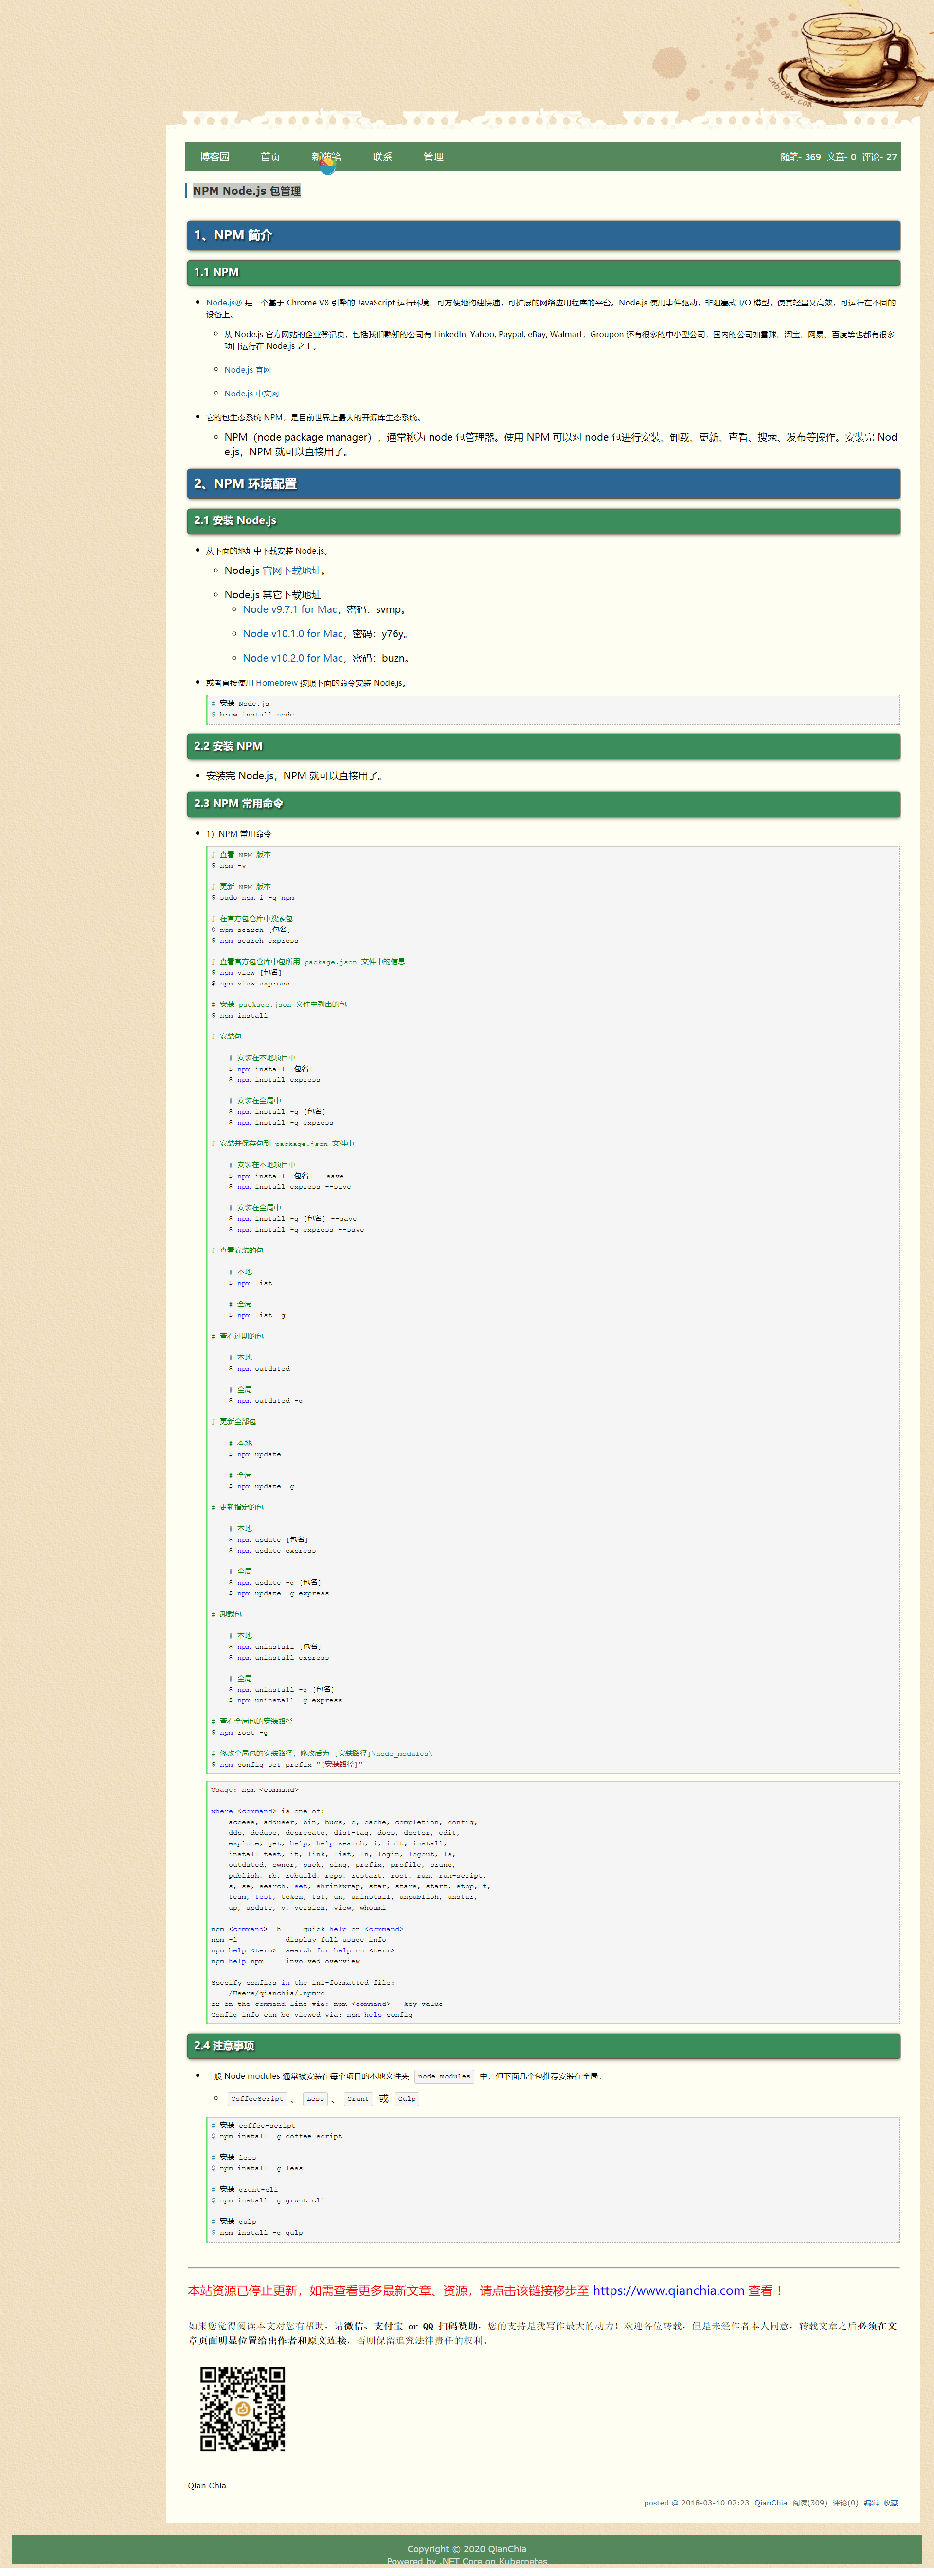 cnblogs.com
博客园 首页 新随笔 联系 管理 随笔- 369 文章- 0 评论- 27
NPM Node.js 包管理
1、NPM 简介
1.1 NPM
Node.js® 是一个基于 Chrome V8 引擎的 JavaScript 运行环境，可方便地构建快速，可扩展的网络应用程序的平台。Node.js 使用事件驱动，非阻塞式 I/O 模型，使其轻量又高效，可运行在不同的
设备上。
从 Node.js 官方网站的企业登记页，包括我们熟知的公司有 LinkedIn, Yahoo, Paypal, eBay, Walmart，Groupon 还有很多的中小型公司，国内的公司如雪球、淘宝、网易、百度等也都有很多
项目运行在 Node.js 之上。
Node.js 官网
Node.js 中文网
它的包生态系统 NPM，是目前世界上最大的开源库生态系统。
NPM（node package manager），通常称为 node 包管理器。使用 NPM 可以对 node 包进行安装、卸载、更新、查看、搜索、发布等操作。安装完 Nod
e.js，NPM 就可以直接用了。
2、NPM 环境配置
2.1 安装 Node.js
从下面的地址中下载安装 Node.js。
Node.js 官网下载地址。
Node.js 其它下载地址
Node v9.7.1 for Mac，密码：svmp。
Node v10.1.0 for Mac，密码：y76y。
Node v10.2.0 for Mac，密码：buzn。
或者直接使用 Homebrew 按照下面的命令安装 Node.js。
# 安装 Node.js
$ brew install node
2.2 安装 NPM
安装完 Node.js，NPM 就可以直接用了。
2.3 NPM 常用命令
1）NPM 常用命令
# 查看 NPM 版本
$ npm -v
# 更新 NPM 版本
$ sudo npm i -g npm
# 在官方包仓库中搜索包
$ npm search [包名]
$ npm search express
# 查看官方包仓库中包所用 package.json 文件中的信息
$ npm view [包名]
$ npm view express
# 安装 package.json 文件中列出的包
$ npm install
# 安装包
# 安装在本地项目中
$ npm install [包名]
$ npm install express
# 安装在全局中
$ npm install -g [包名]
$ npm install -g express
# 安装并保存包到 package.json 文件中
# 安装在本地项目中
$ npm install [包名] --save
$ npm install express --save
# 安装在全局中
$ npm install -g [包名] --save
$ npm install -g express --save
# 查看安装的包
# 本地
$ npm list
# 全局
$ npm list -g
# 查看过期的包
# 本地
$ npm outdated
# 全局
$ npm outdated -g
# 更新全部包
# 本地
$ npm update
# 全局
$ npm update -g
# 更新指定的包
# 本地
$ npm update [包名]
$ npm update express
# 全局
$ npm update -g [包名]
$ npm update -g express
# 卸载包
# 本地
$ npm uninstall [包名]
$ npm uninstall express
# 全局
$ npm uninstall -g [包名]
$ npm uninstall -g express
# 查看全局包的安装路径
$ npm root -g
# 修改全局包的安装路径，修改后为 [安装路径]\node_modules\
$ npm config set prefix "[安装路径]"
Usage: npm <command>
where <command> is one of:
access, adduser, bin, bugs, c, cache, completion, config,
ddp, dedupe, deprecate, dist-tag, docs, doctor, edit,
explore, get, help, help-search, i, init, install,
install-test, it, link, list, ln, login, logout, ls,
outdated, owner, pack, ping, prefix, profile, prune,
publish, rb, rebuild, repo, restart, root, run, run-script,
s, se, search, set, shrinkwrap, star, stars, start, stop, t,
team, test, token, tst, un, uninstall, unpublish, unstar,
up, update, v, version, view, whoami
npm <command> -h quick help on <command>
npm -l display full usage info
npm help <term> search for help on <term>
npm help npm involved overview
Specify configs in the ini-formatted file:
/Users/qianchia/.npmrc
or on the command line via: npm <command> --key value
Config info can be viewed via: npm help config
2.4 注意事项
一般 Node modules 通常被安装在每个项目的本地文件夹 node_modules 中，但下面几个包推荐安装在全局：
CoffeeScript 、 Less 、 Grunt 或 Gulp
# 安装 coffee-script
$ npm install -g coffee-script
# 安装 less
$ npm install -g less
# 安装 grunt-cli
$ npm install -g grunt-cli
# 安装 gulp
$ npm install -g gulp
本站资源已停止更新，如需查看更多最新文章、资源，请点击该链接移步至 https://www.qianchia.com 查看！
如果您觉得阅读本文对您有帮助，请微信、支付宝 or QQ 扫码赞助，您的支持是我写作最大的动力！欢迎各位转载，但是未经作者本人同意，转载文章之后必须在文
章页面明显位置给出作者和原文连接，否则保留追究法律责任的权利。
Qian Chia
posted @ 2018-03-10 02:23 QianChia 阅读(309) 评论(0) 编辑 收藏
Copyright © 2020 QianChia
Powered by .NET Core on Kubernetes